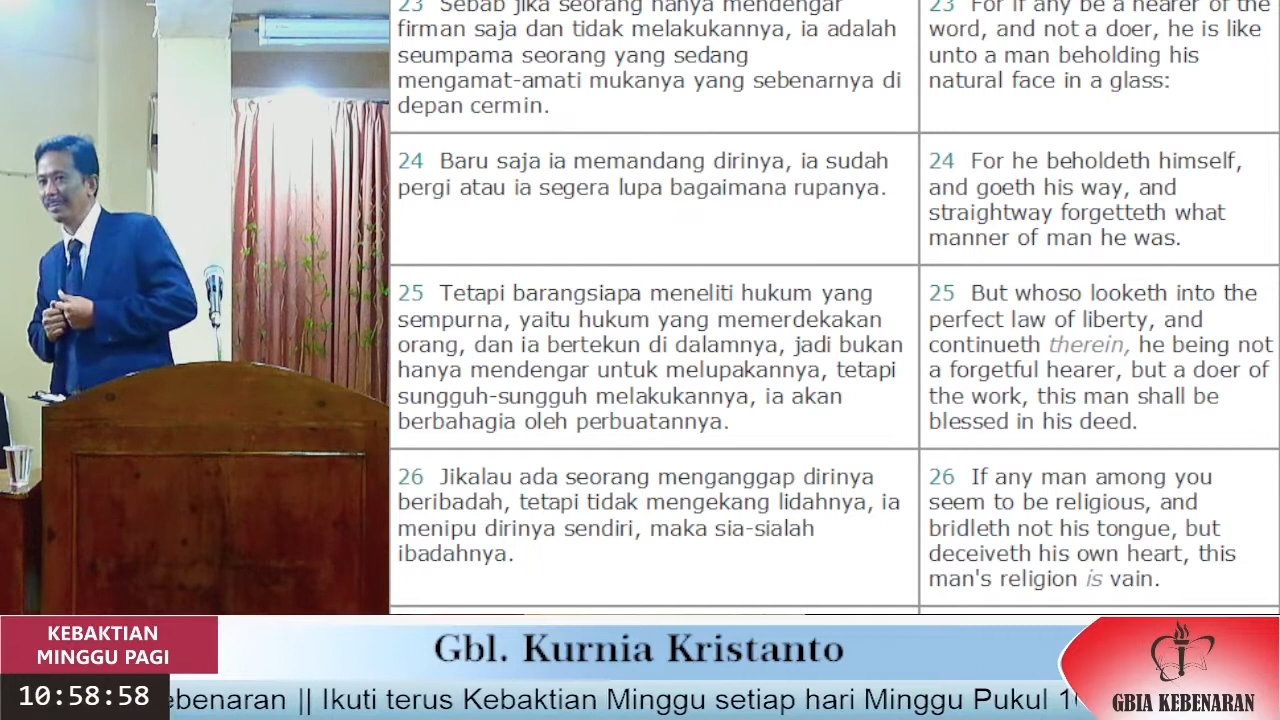 23 Sebab jika seorang hanya mendengar
firman saja dan tidak melakukannya, ia adalah
seumpama seorang yang sedang
mengamat-amati mukanya yang sebenarnya di
depan cermin.
23 For if any be a hearer of the
word, and not a doer, he is like
unto a man beholding his
natural face in a glass:
24 Baru saja ia memandang dirinya, ia sudah
pergi atau ia segera lupa bagaimana rupanya.
24 For he beholdeth himself,
and goeth his way, and
straightway forgetteth what
manner of man he was.
25 Tetapi barangsiapa meneliti hukum yang
sempurna, yaitu hukum yang memerdekakan
orang, dan ia bertekun di dalamnya, jadi bukan
hanya mendengar untuk melupakannya, tetapi
sungguh-sungguh melakukannya, ia akan
berbahagia oleh perbuatannya.
25 But whoso looketh into the
perfect law of liberty, and
continueth therein, he being not
a forgetful hearer, but a doer of
the work, this man shall be
blessed in his deed.
26 Jikalau ada seorang menganggap dirinya
beribadah, tetapi tidak mengekang lidahnya, ia
menipu dirinya sendiri, maka sia-sialah
ibadahnya.
26 If any man among you
seem to be religious, and
bridleth not his tongue, but
deceiveth his own heart, this
man's religion is vain.
KEBAKTIAN
MINGGU PAGI
Gbl. Kurnia Kristanto
10:58:58
ebenaran || Ikuti terus Kebaktian Minggu setiap hari Minggu Pukul 1
GBIA KEBENARAN